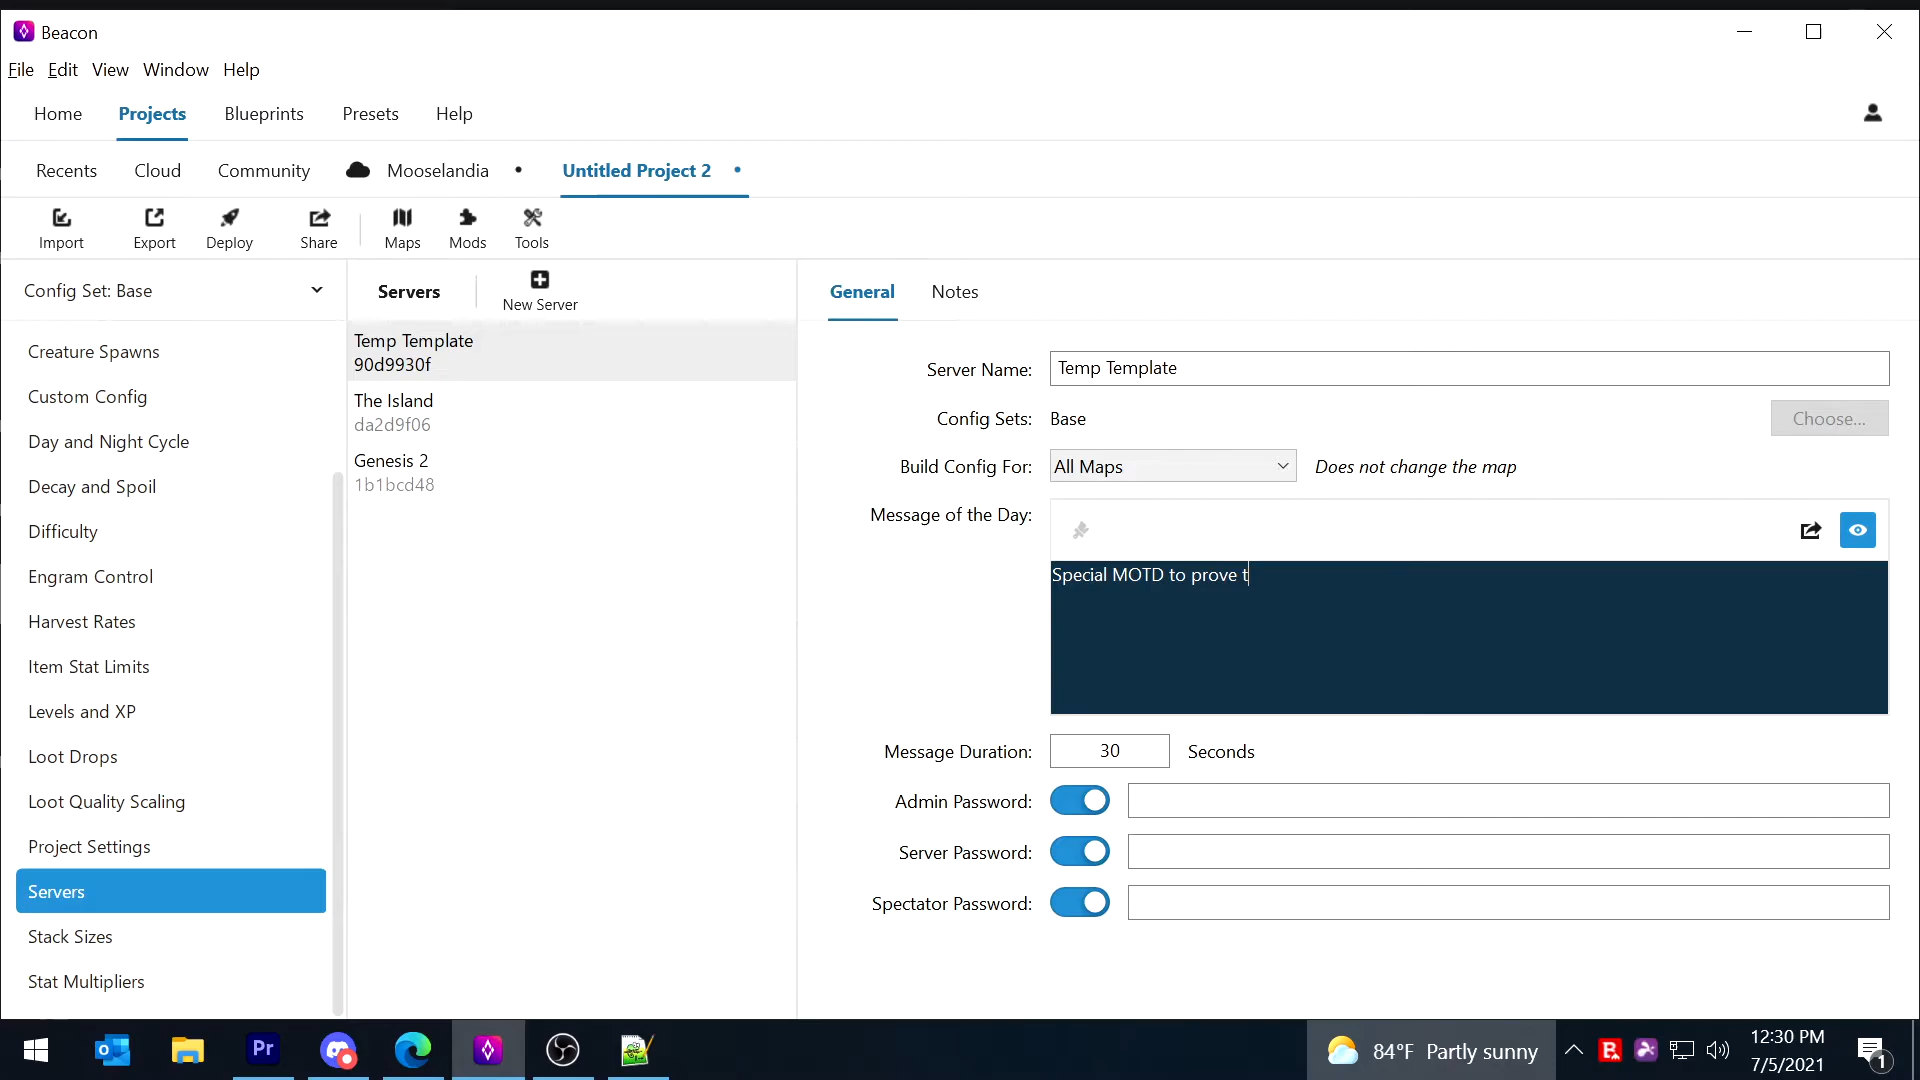 Beacon
File Edit View Window Help
Home Projects Blueprints Presets Help
Recents Cloud Community Mooselandia • Untitled Project 2 •
Import Export Deploy Share Maps Mods Tools
Config Set: Base
Creature Spawns
Custom Config
Day and Night Cycle
Decay and Spoil
Difficulty
Engram Control
Harvest Rates
Item Stat Limits
Levels and XP
Loot Drops
Loot Quality Scaling
Project Settings
Servers
Stack Sizes
Stat Multipliers
Servers New Server
Temp Template
90d9930f
The Island
da2d9f06
Genesis 2
1b1bcd48
General Notes
Server Name: Temp Template
Config Sets: Base Choose...
Build Config For: All Maps Does not change the map
Message of the Day:
Special MOTD to prove t
Message Duration: 30 Seconds
Admin Password:
Server Password:
Spectator Password:
Pr
84°F Partly sunny
12:30 PM
7/5/2021
1